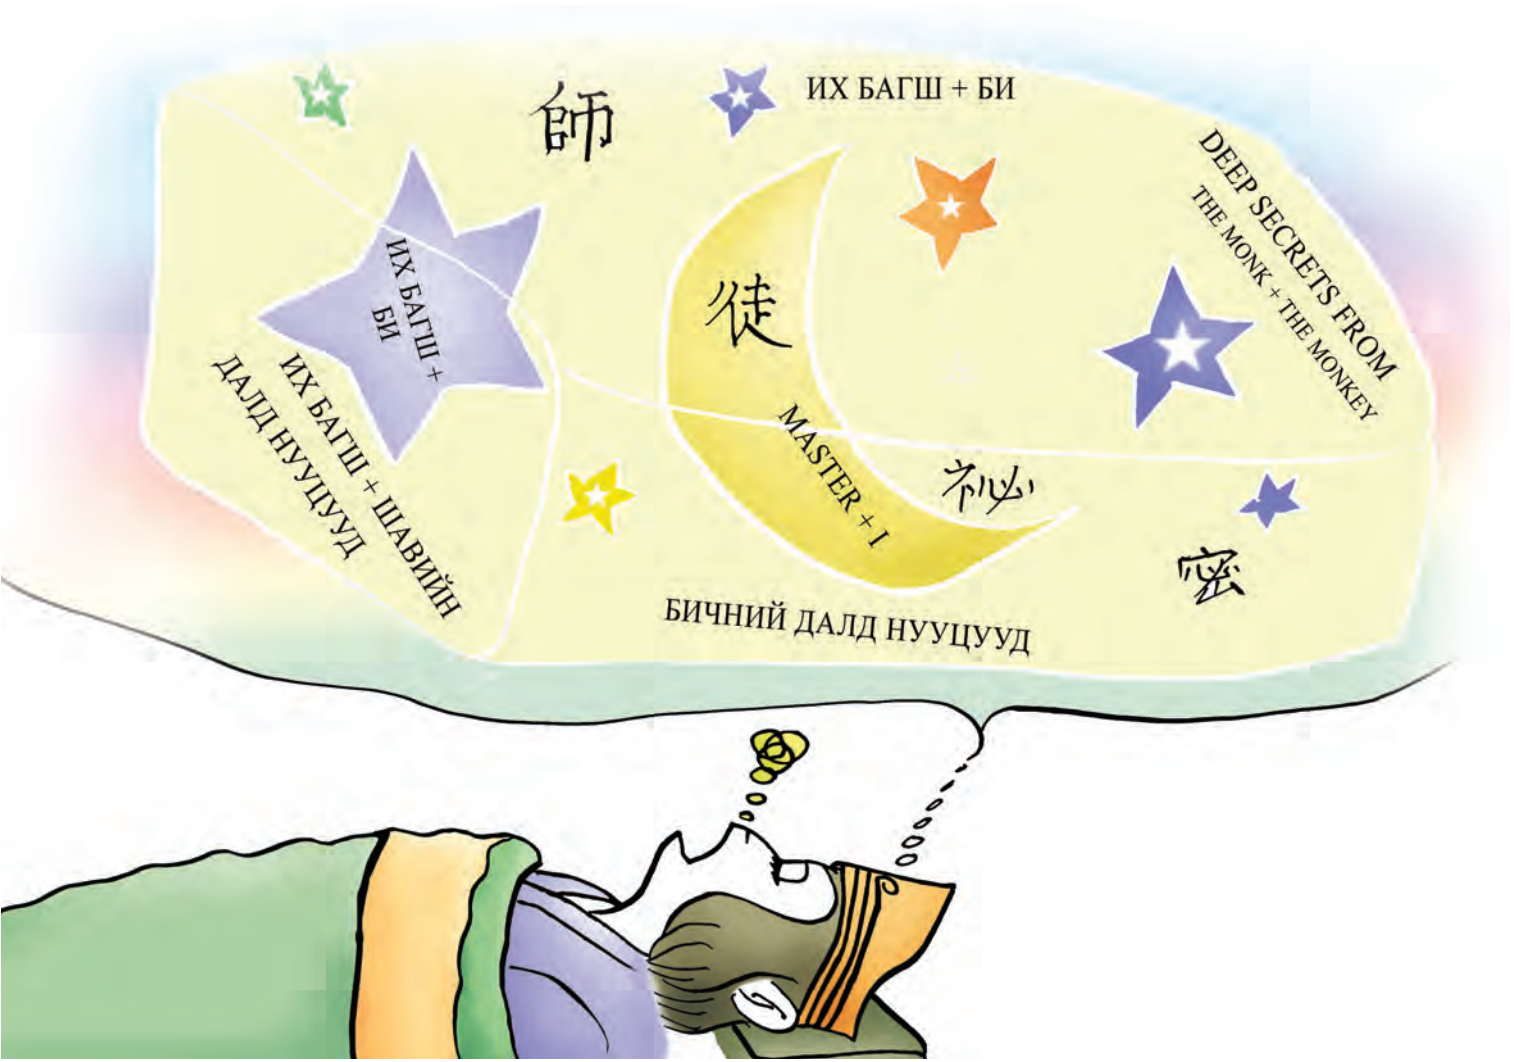 師
ИХ БАГШ + БИ
DEEP SECRETS FROM
THE MONK + THE MONKEY
ИХ БАГШ +
БИ
徒
ИХ БАГШ + ШАВИЙН
ДАЛД НУУЦУУД
MASTER + I
祕
密
БИЧНИЙ ДАЛД НУУЦУУД